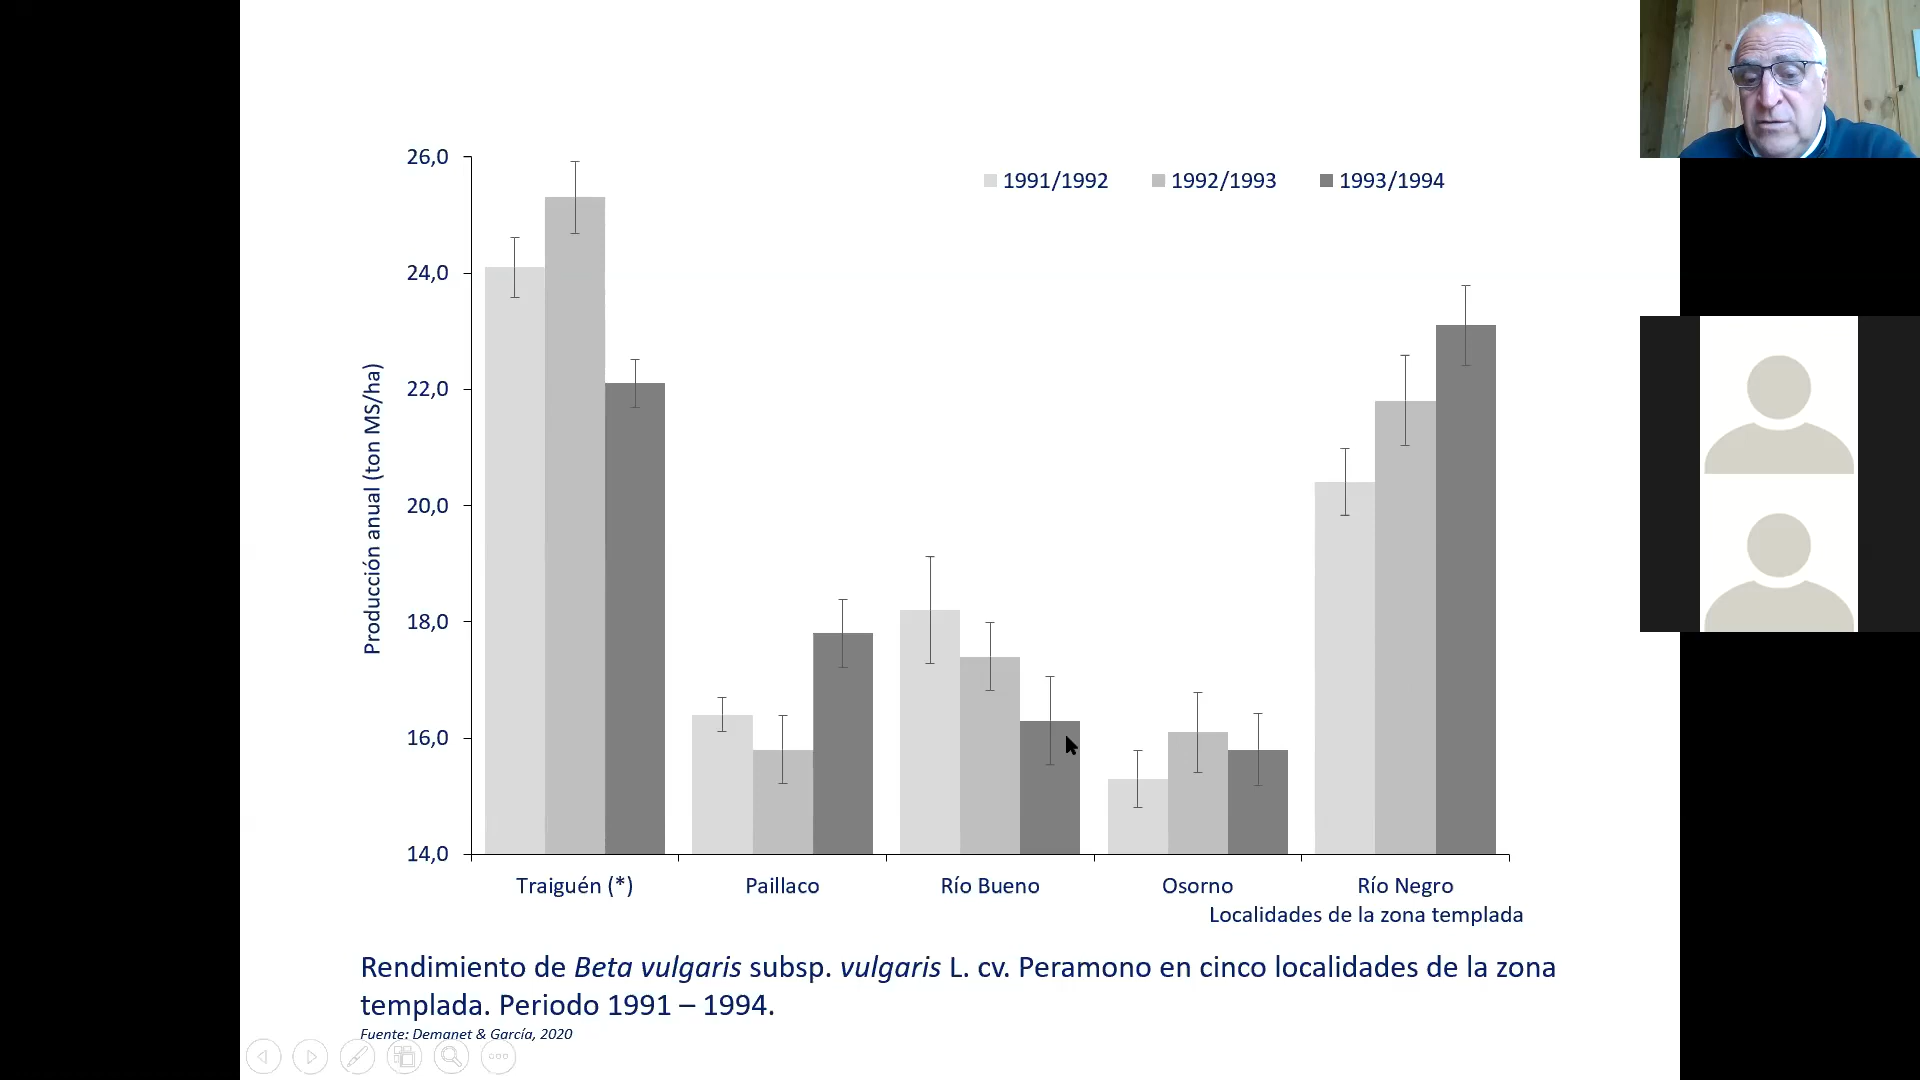 1991/1992 1992/1993 1993/1994
26,0
24,0
22,0
20,0
18,0
16,0
14,0
Producción anual (ton MS/ha)
Traiguén (*) Paillaco Río Bueno Osorno Río Negro
Localidades de la zona templada
Rendimiento de Beta vulgaris subsp. vulgaris L. cv. Peramono en cinco localidades de la zona
templada. Periodo 1991 – 1994.
Fuente: Demanet & García, 2020